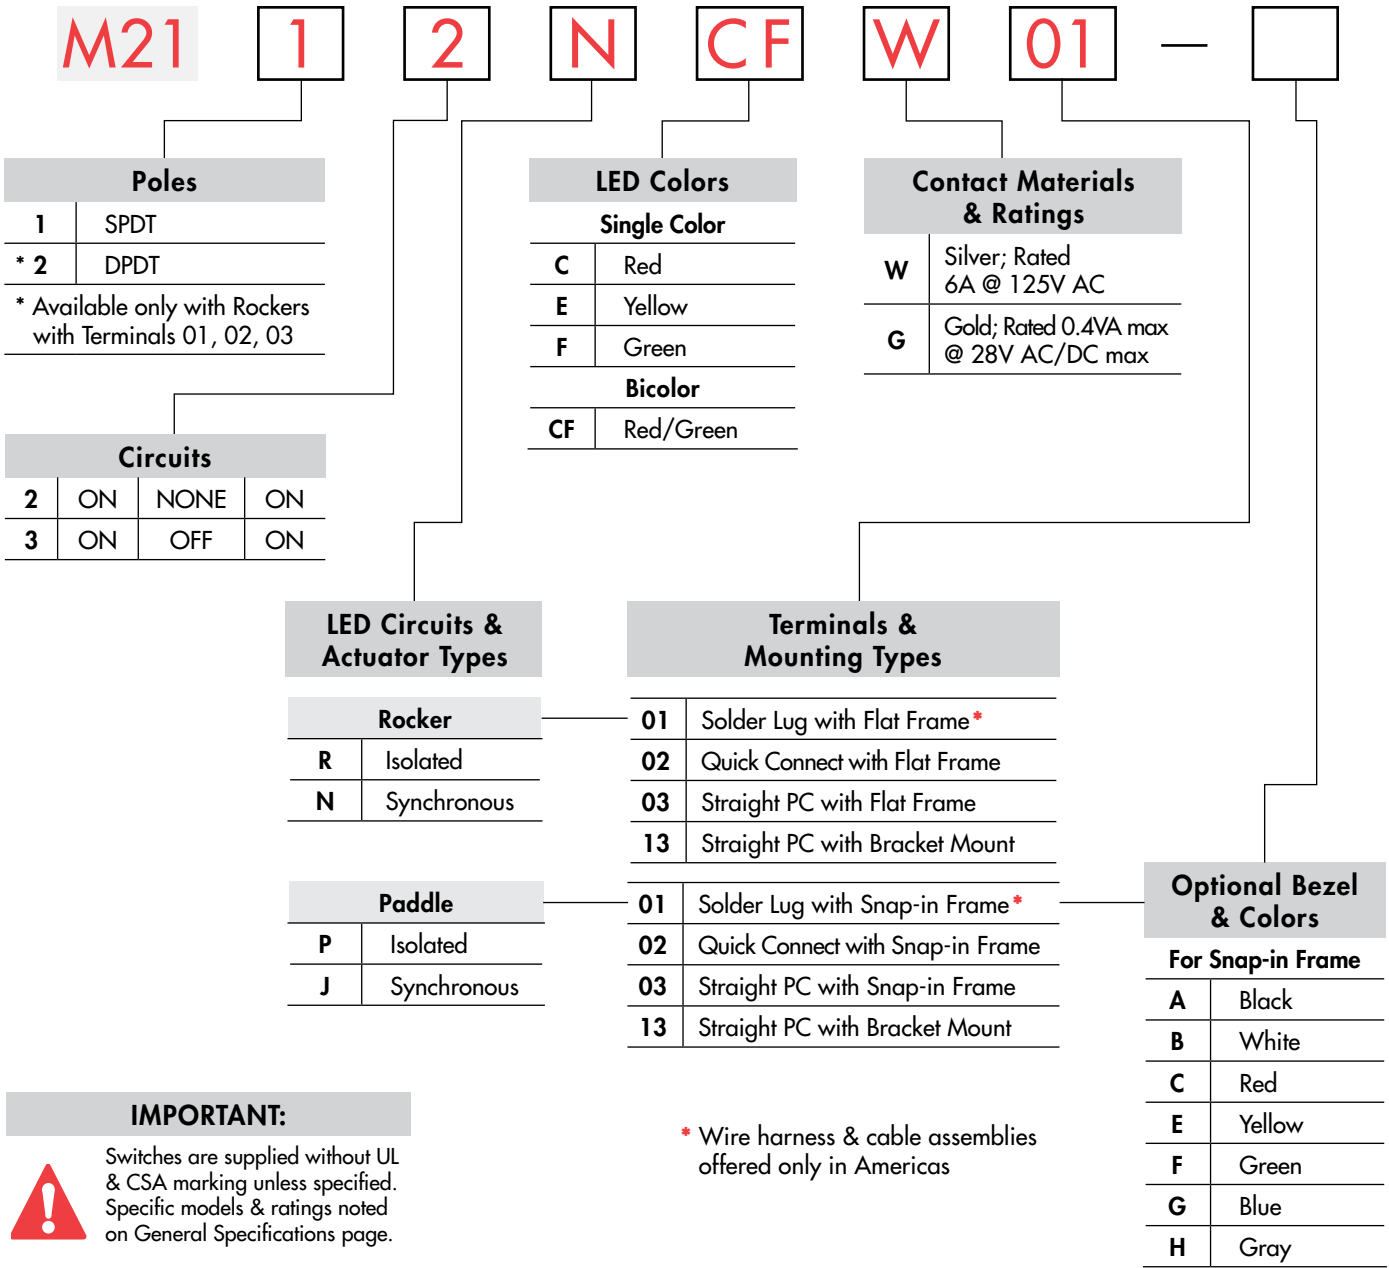 M21 1 2 N CF W 01 —
Poles
1 SPDT
* 2 DPDT
* Available only with Rockers
with Terminals 01, 02, 03
Circuits
2 ON NONE ON
3 ON OFF ON
LED Colors
Single Color
C Red
E Yellow
F Green
Bicolor
CF Red/Green
Contact Materials
& Ratings
W Silver; Rated
6A @ 125V AC
G Gold; Rated 0.4VA max
@ 28V AC/DC max
LED Circuits &
Actuator Types
Rocker
R Isolated
N Synchronous
Paddle
P Isolated
J Synchronous
Terminals &
Mounting Types
01 Solder Lug with Flat Frame*
02 Quick Connect with Flat Frame
03 Straight PC with Flat Frame
13 Straight PC with Bracket Mount
01 Solder Lug with Snap-in Frame*
02 Quick Connect with Snap-in Frame
03 Straight PC with Snap-in Frame
13 Straight PC with Bracket Mount
Optional Bezel
& Colors
For Snap-in Frame
A Black
B White
C Red
E Yellow
F Green
G Blue
H Gray
IMPORTANT:
Switches are supplied without UL
& CSA marking unless specified.
Specific models & ratings noted
on General Specifications page.
* Wire harness & cable assemblies
offered only in Americas